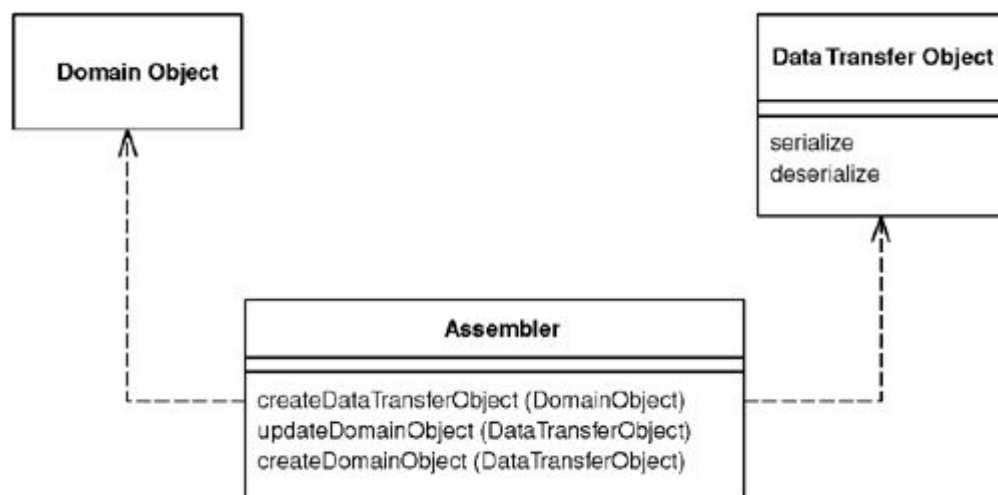 Domain Object
Data Transfer Object
serialize
deserialize
Assembler
createDataTransferObject (DomainObject)
updateDomainObject (DataTransferObject)
createDomainObject (DataTransferObject)